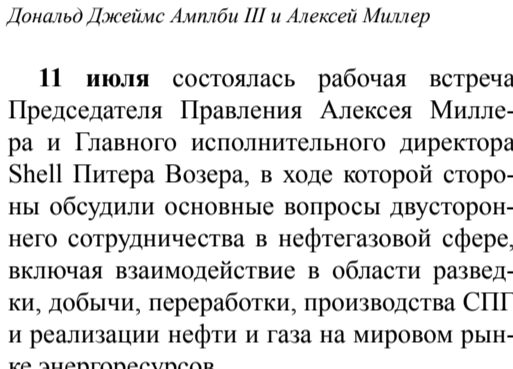 Дональд Джеймс Амплби III и Алексей Миллер
11 июля состоялась рабочая встреча
Председателя Правления Алексея Милле-
ра и Главного исполнительного директора
Shell Питера Возера, в ходе которой сторо-
ны обсудили основные вопросы двусторон-
него сотрудничества в нефтегазовой сфере,
включая взаимодействие в области развед-
ки, добычи, переработки, производства СПГ
и реализации нефти и газа на мировом рын-
ке энергоресурсов